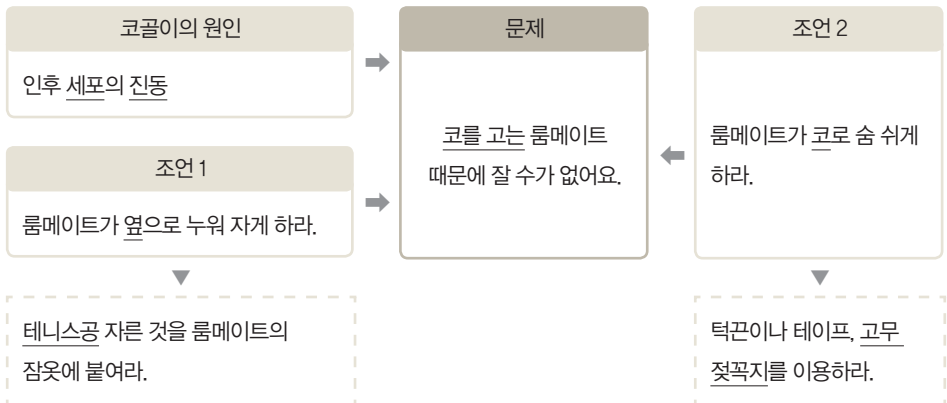 코골이의 원인
인후 세포의 진동
조언 1
룸메이트가 옆으로 누워 자게 하라.
테니스공 자른 것을 룸메이트의
잠옷에 붙여라.
문제
코를 고는 룸메이트
때문에 잘 수가 없어요.
조언 2
룸메이트가 코로 숨 쉬게
하라.
턱끈이나 테이프, 고무
젖꼭지를 이용하라.